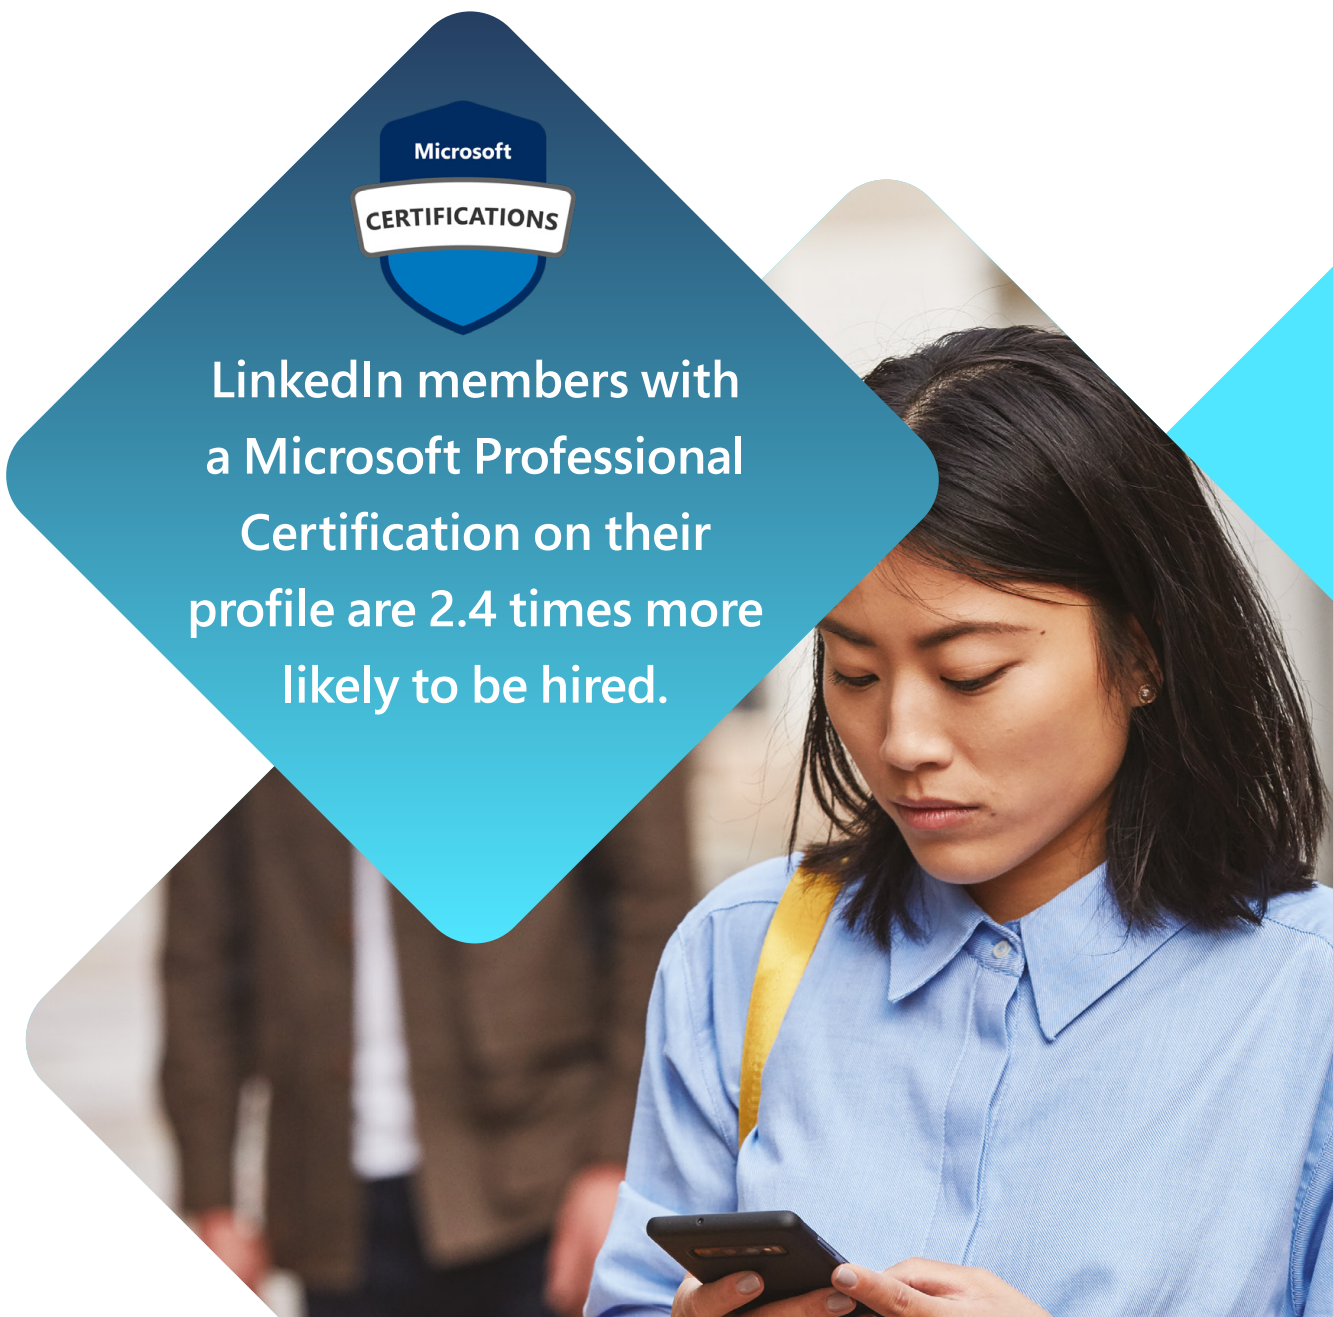 Microsoft
CERTIFICATIONS
LinkedIn members with
a Microsoft Professional
Certification on their
profile are 2.4 times more
likely to be hired.